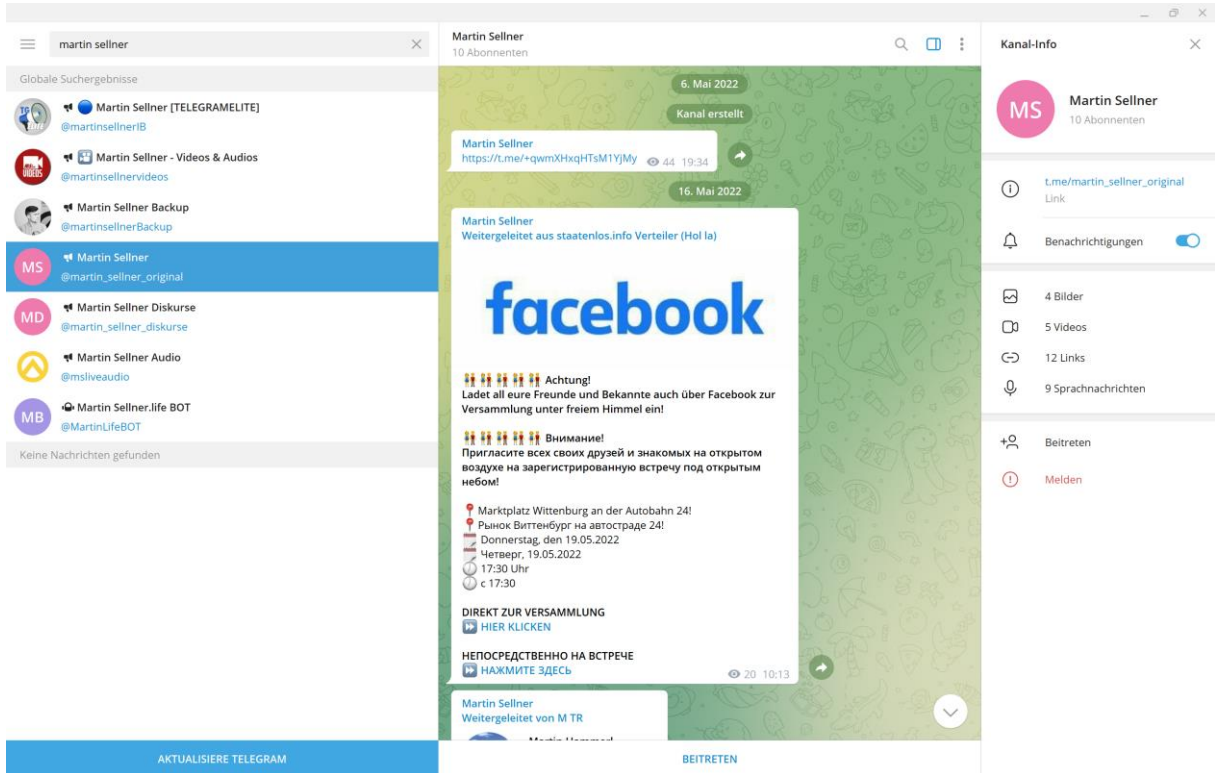 martin sellner
Globale Suchergebnisse
Martin Sellner [TELEGRAMELITE]
@martinsellnerIB
Martin Sellner - Videos & Audios
@martinsellnervideos
Martin Sellner Backup
@martinsellnerBackup
MS
Martin Sellner
@martin_sellner_original
MD
Martin Sellner Diskurse
@martin_sellner_diskurse
Martin Sellner Audio
@msliveaudio
MB
Martin Sellner.life BOT
@MartinLifeBOT
Keine Nachrichten gefunden
AKTUALISIERE TELEGRAM
Martin Sellner
10 Abonnenten
6. Mai 2022
Kanal erstellt
Martin Sellner
https://t.me/+qwmXHxqHTsM1YjMy 44 19:34
16. Mai 2022
Martin Sellner
Weitergeleitet aus staatenlos.info Verteiler (Hol la)
facebook
Achtung!
Ladet all eure Freunde und Bekannte auch über Facebook zur
Versammlung unter freiem Himmel ein!
Внимание!
Пригласите всех своих друзей и знакомых на открытом
воздухе на зарегистрированную встречу под открытым
небом!
Marktplatz Wittenburg an der Autobahn 24!
Рынок Виттенбург на автостраде 24!
Donnerstag, den 19.05.2022
Четверг, 19.05.2022
17:30 Uhr
с 17:30
DIREKT ZUR VERSAMMLUNG
HIER KLICKEN
НЕПОСРЕДСТВЕННО НА ВСТРЕЧЕ
НАЖМИТЕ ЗДЕСЬ 20 10:13
Martin Sellner
Weitergeleitet von M TR
BEITRETEN
Kanal-Info
MS
Martin Sellner
10 Abonnenten
t.me/martin_sellner_original
Link
Benachrichtigungen
4 Bilder
5 Videos
12 Links
9 Sprachnachrichten
Beitreten
Melden